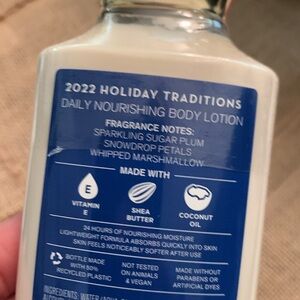 2022 HOLIDAY TRADITIONS
DAILY NOURISHING BODY LOTION
FRAGRANCE NOTES:
SPARKLING SUGAR PLUM
SNOWDROP PETALS
WHIPPED MARSHMALLOW
MADE WITH
E
VITAMIN E
SHEA BUTTER
COCONUT OIL
24 HOURS OF NOURISHING MOISTURE
LIGHTWEIGHT FORMULA ABSORBS QUICKLY INTO SKIN
SKIN FEELS NOTICEABLY SOFTER AFTER USE
BOTTLE MADE WITH 50% RECYCLED PLASTIC
NOT TESTED ON ANIMALS & VEGAN
MADE WITHOUT PARABENS OR ARTIFICIAL DYES
INGREDIENTS: WATER